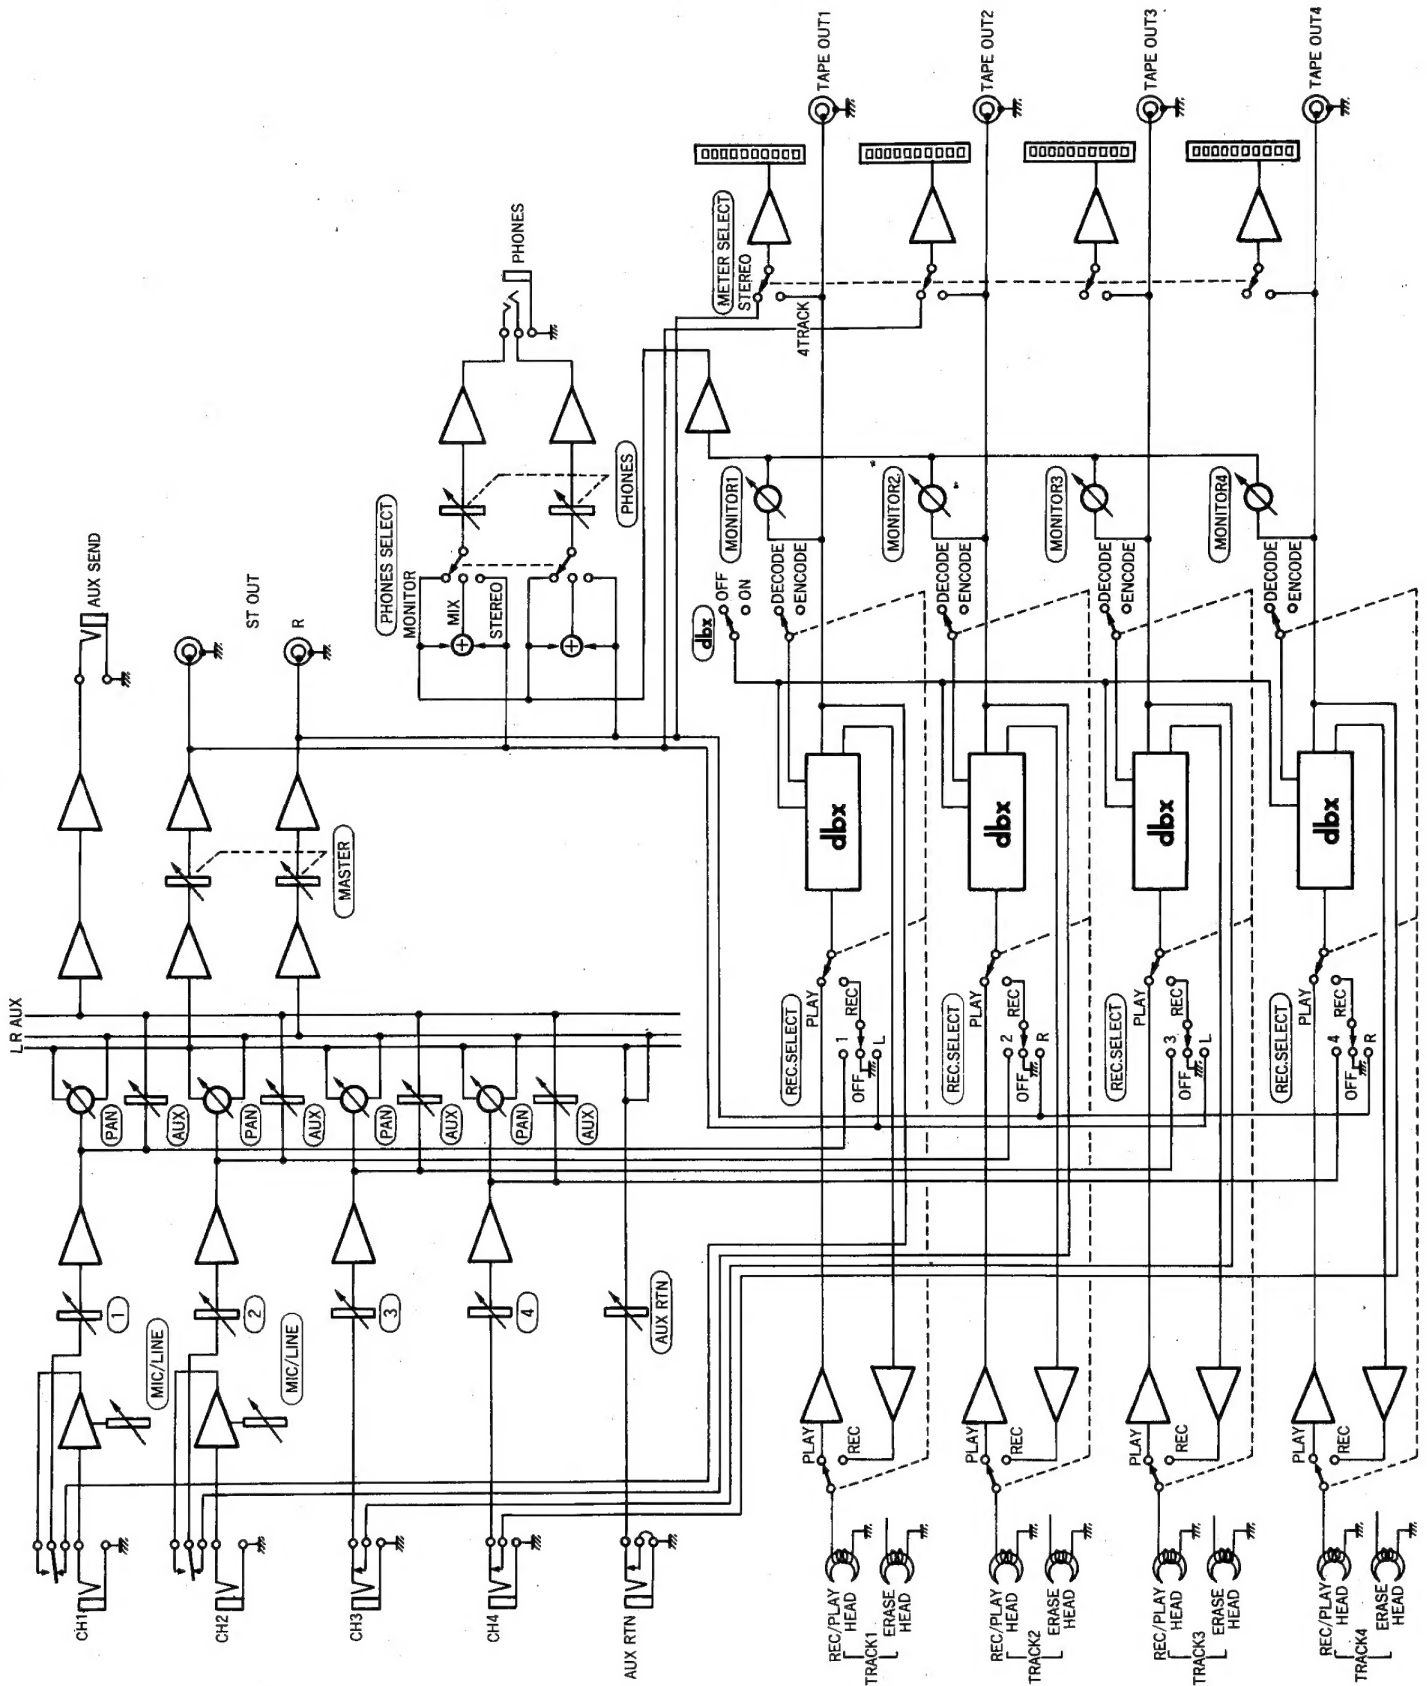 CH1
CH2
CH3
CH4
AUX RTN
MIC/LINE
MIC/LINE
1
2
3
4
AUX RTN
PAN
AUX
PAN
AUX
PAN
AUX
PAN
AUX
L R AUX
MASTER
AUX SEND
ST OUT
R
PHONES SELECT
MONITOR
MIX
STEREO
PHONES
PHONES
METER SELECT
STEREO
4TRACK
REC/PLAY HEAD
ERASE HEAD
TRACK1
PLAY
REC
REC.SELECT
PLAY
REC
1
OFF
L
dbx
dbx
OFF
ON
DECODE
ENCODE
MONITOR1
TAPE OUT1
REC/PLAY HEAD
ERASE HEAD
TRACK2
PLAY
REC
REC.SELECT
PLAY
REC
2
OFF
R
dbx
DECODE
ENCODE
MONITOR2
TAPE OUT2
REC/PLAY HEAD
ERASE HEAD
TRACK3
PLAY
REC
REC.SELECT
PLAY
REC
3
OFF
L
dbx
DECODE
ENCODE
MONITOR3
TAPE OUT3
REC/PLAY HEAD
ERASE HEAD
TRACK4
PLAY
REC
REC.SELECT
PLAY
REC
4
OFF
R
dbx
DECODE
ENCODE
MONITOR4
TAPE OUT4